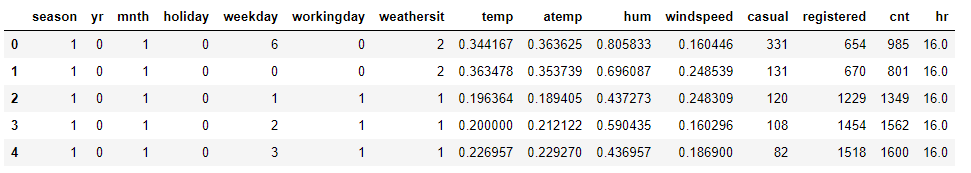 season yr mnth holiday weekday workingday weathersit temp atemp hum windspeed casual registered cnt hr
0 1 0 1 0 6 0 2 0.344167 0.363625 0.805833 0.160446 331 654 985 16.0
1 1 0 1 0 0 0 2 0.363478 0.353739 0.696087 0.248539 131 670 801 16.0
2 1 0 1 0 1 1 1 0.196364 0.189405 0.437273 0.248309 120 1229 1349 16.0
3 1 0 1 0 2 1 1 0.200000 0.212122 0.590435 0.160296 108 1454 1562 16.0
4 1 0 1 0 3 1 1 0.226957 0.229270 0.436957 0.186900 82 1518 1600 16.0